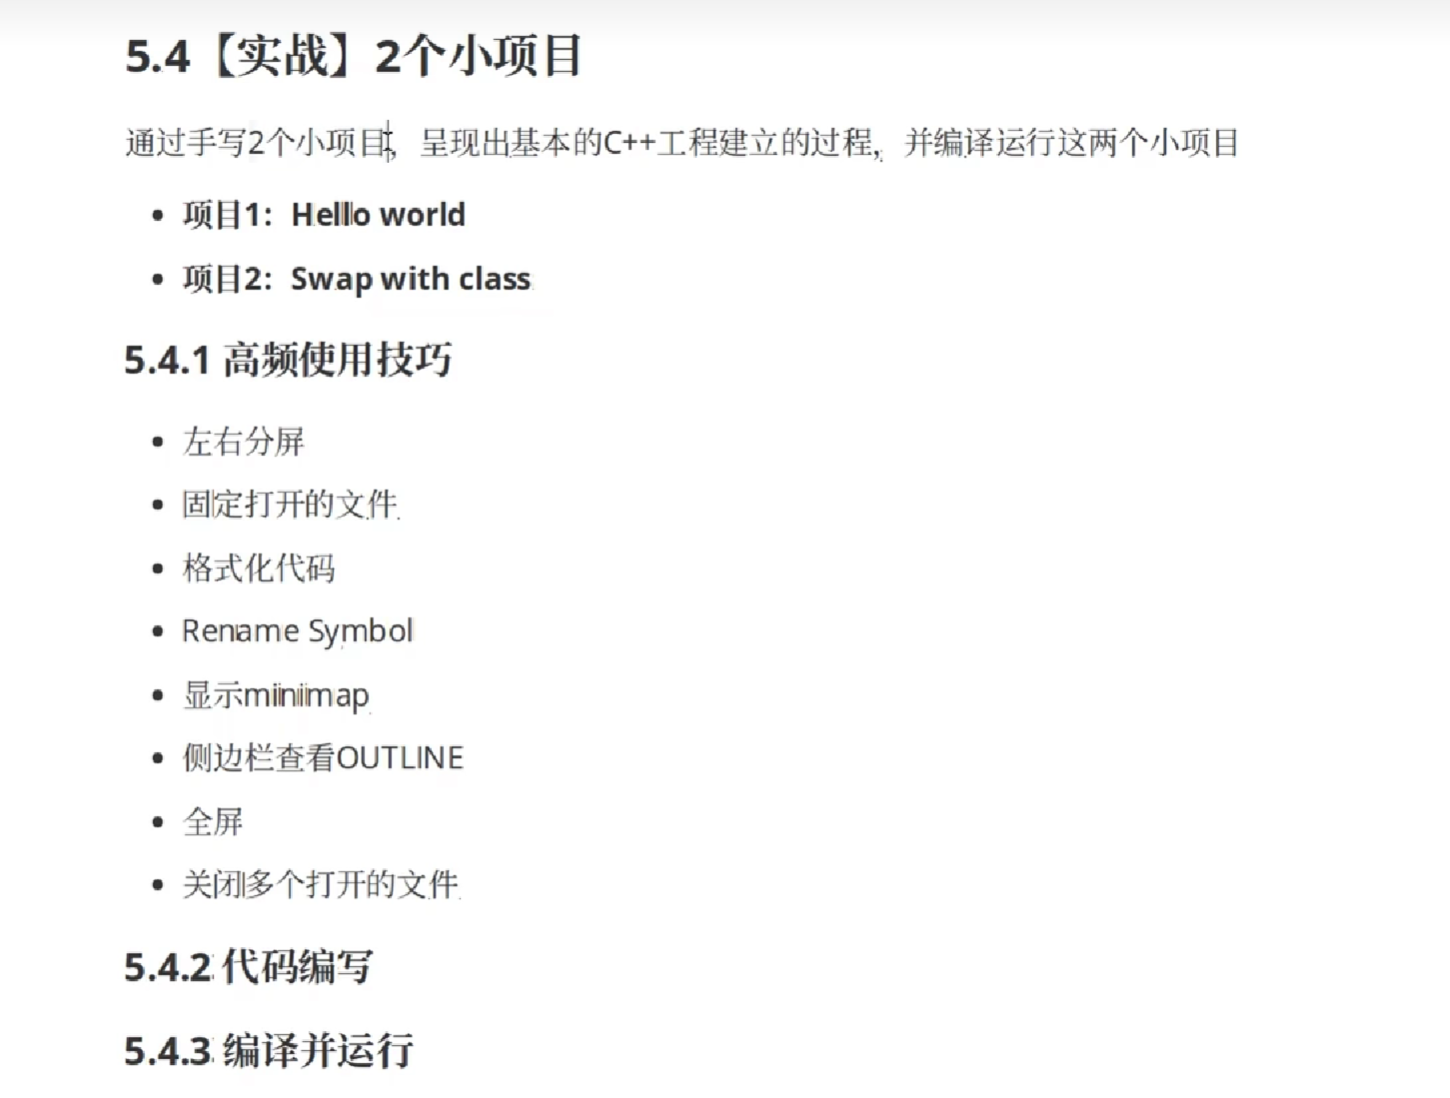 5.4【实战】2个小项目
通过手写2个小项目，呈现出基本的C++工程建立的过程，并编译运行这两个小项目
• 项目1：Helllo world
• 项目2：Swap with class
5.4.1 高频使用技巧
• 左右分屏
• 固定打开的文件
• 格式化代码
• Rename Symbol
• 显示minimap
• 侧边栏查看OUTLINE
• 全屏
• 关闭多个打开的文件
5.4.2 代码编写
5.4.3 编译并运行